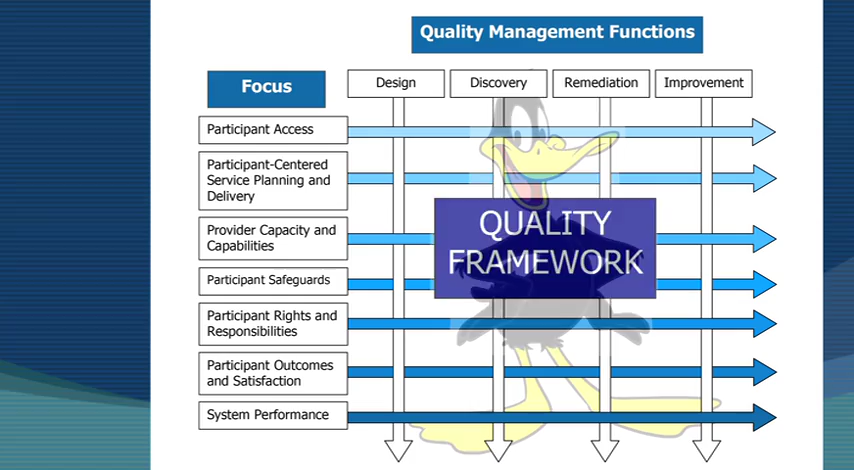 Quality Management Functions
Focus
Design
Discovery
Remediation
Improvement
Participant Access
Participant-Centered
Service Planning and
Delivery
Provider Capacity and
Capabilities
Participant Safeguards
Participant Rights and
Responsibilities
Participant Outcomes
and Satisfaction
System Performance
QUALITY
FRAMEWORK